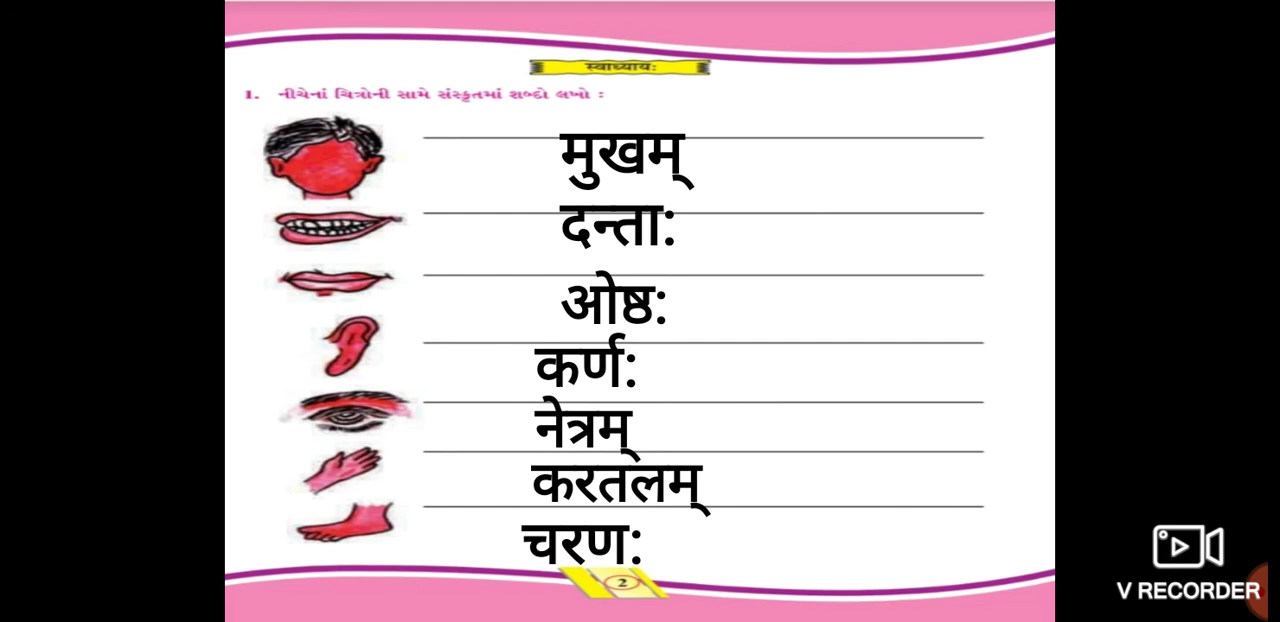 स्वाध्यायः
1. નીચેનાં ચિત્રોની સામે સંસ્કૃતમાં શબ્દો લખો :
मुखम्
दन्ता:
ओष्ठ:
कर्ण:
नेत्रम्
करतलम्
चरण:
2
V RECORDER